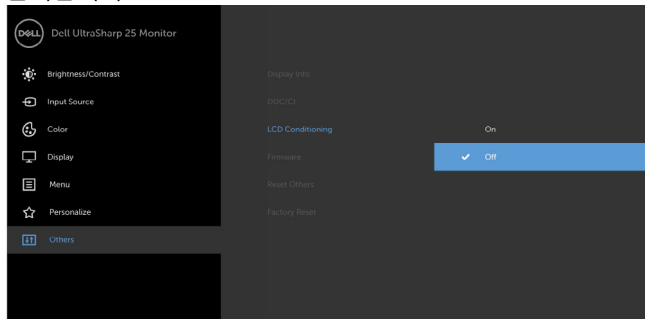 DELL
Dell UltraSharp 25 Monitor
Brightness/Contrast
Input Source
Color
Display
Menu
Personalize
Others
Display Info
DDC/CI
LCD Conditioning
Firmware
Reset Others
Factory Reset
On
Off